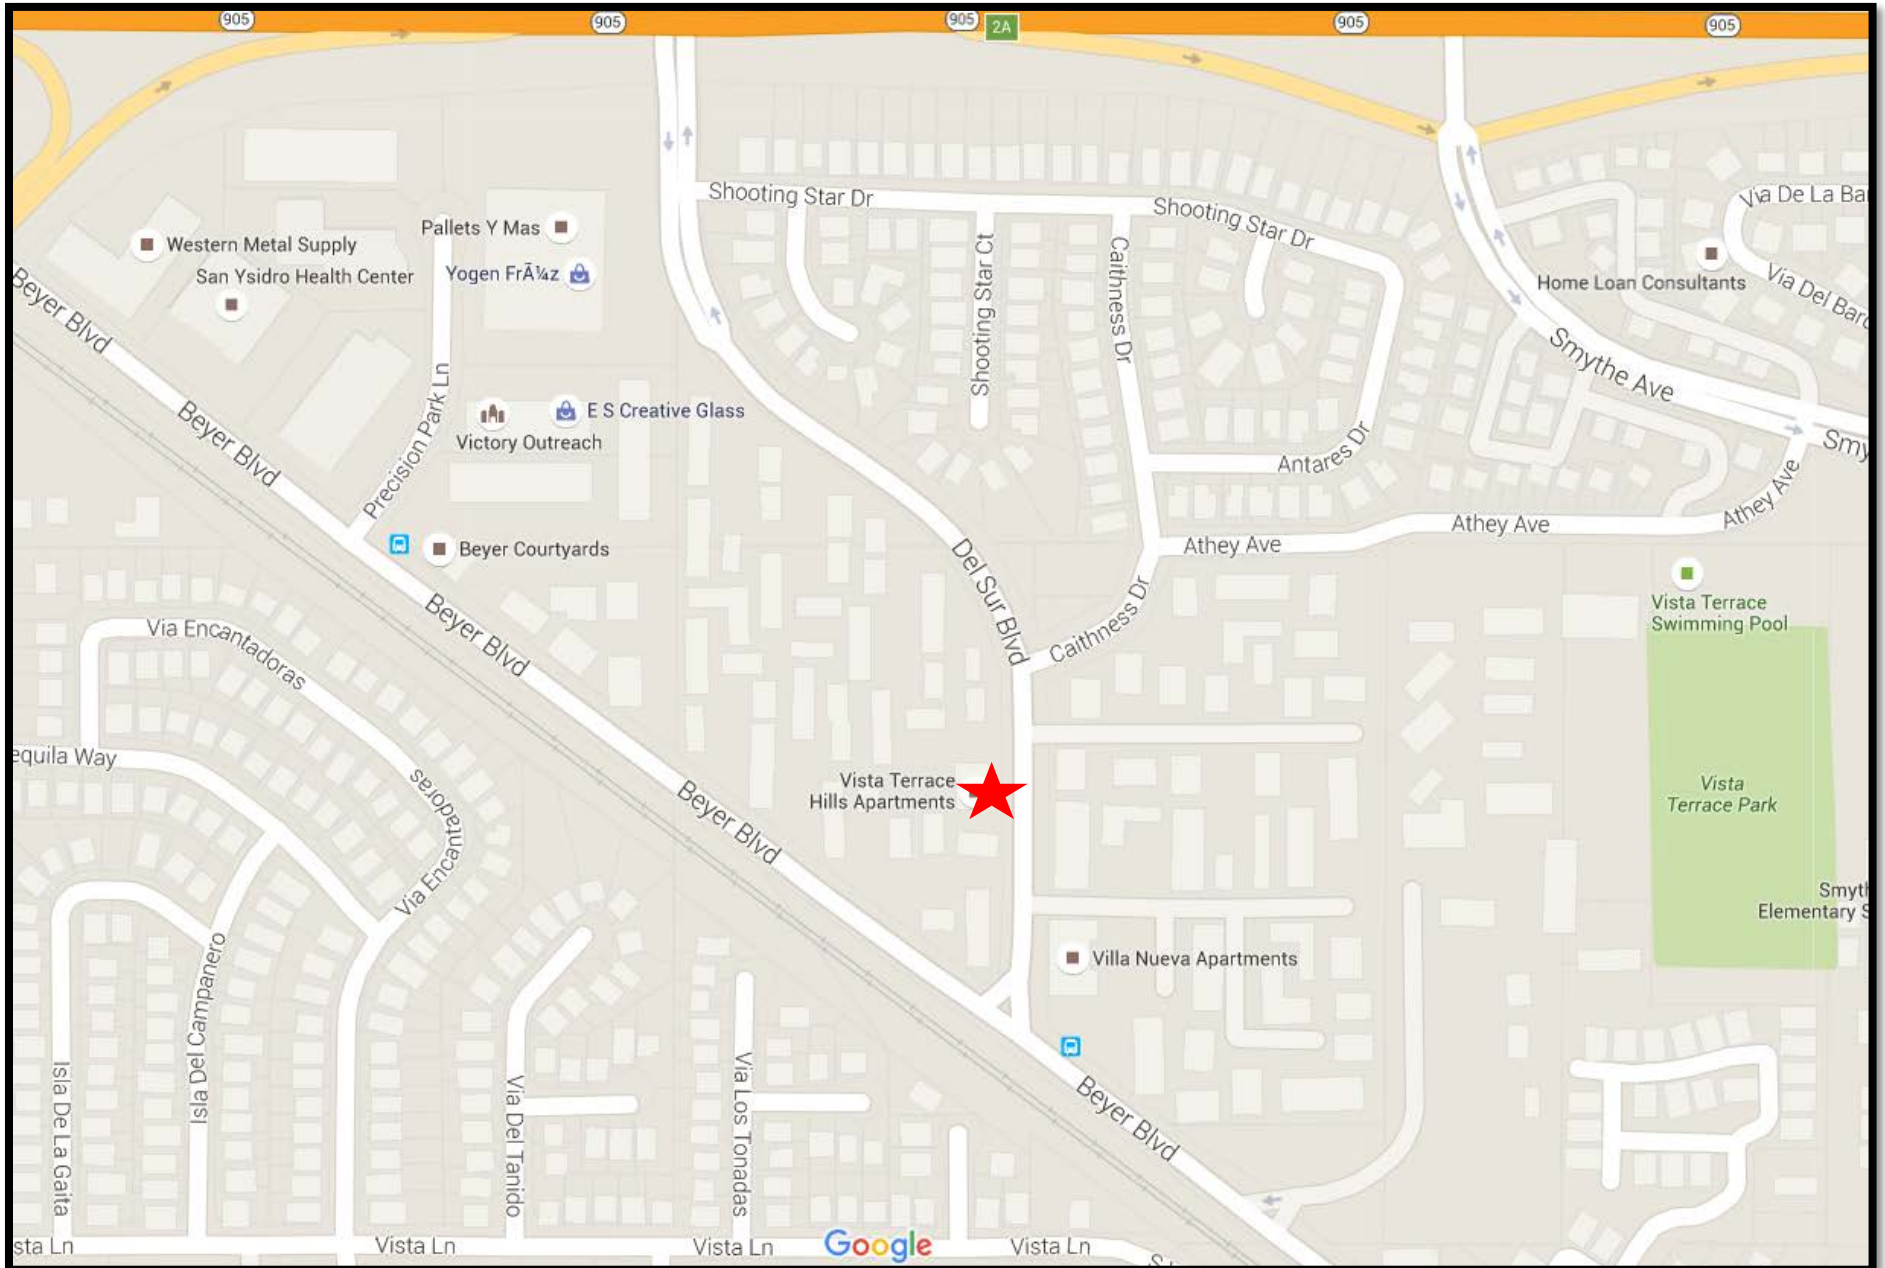 905
905
905
2A
905
905
Shooting Star Dr
Shooting Star Dr
Via De La Ba
Pallets Y Mas
Western Metal Supply
San Ysidro Health Center
Yogen FrÃ¼z
Shooting Star Ct
Caithness Dr
Home Loan Consultants
Via Del Bard
Beyer Blvd
Smythe Ave
Precision Park Ln
E S Creative Glass
Victory Outreach
Beyer Blvd
Antares Dr
Smy
Athey Ave
Athey Ave
Athey Ave
Beyer Courtyards
Del Sur Blvd
Caithness Dr
Vista Terrace
Swimming Pool
Beyer Blvd
Via Encantadoras
equila Way
Via Encantadoras
Vista Terrace
Hills Apartments
Beyer Blvd
Vista
Terrace Park
Smyth
Elementary S
Isla Del Campanero
Villa Nueva Apartments
Isla De La Gaita
Via Del Tanido
Via Los Tonadas
Beyer Blvd
sta Ln
Vista Ln
Vista Ln
Google
Vista Ln